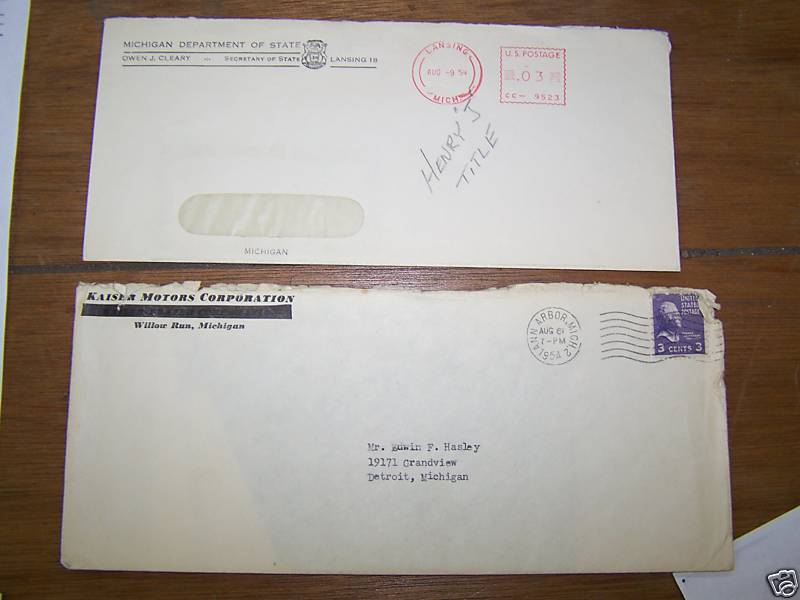 MICHIGAN DEPARTMENT OF STATE
OWEN J. CLEARY ··· SECRETARY OF STATE LANSING 18
LANSING
AUG -9 '54
MICH
U.S. POSTAGE
.03
CC- 9523
HENRY "J"
TITLE
MICHIGAN
KAISER MOTORS CORPORATION
Willow Run, Michigan
ANN ARBOR, MICH. 2
AUG 6
7-PM
1954
UNITED
STATES
POSTAGE
3 CENTS 3
Mr. Edwin F. Hasley
19171 Grandview
Detroit, Michigan